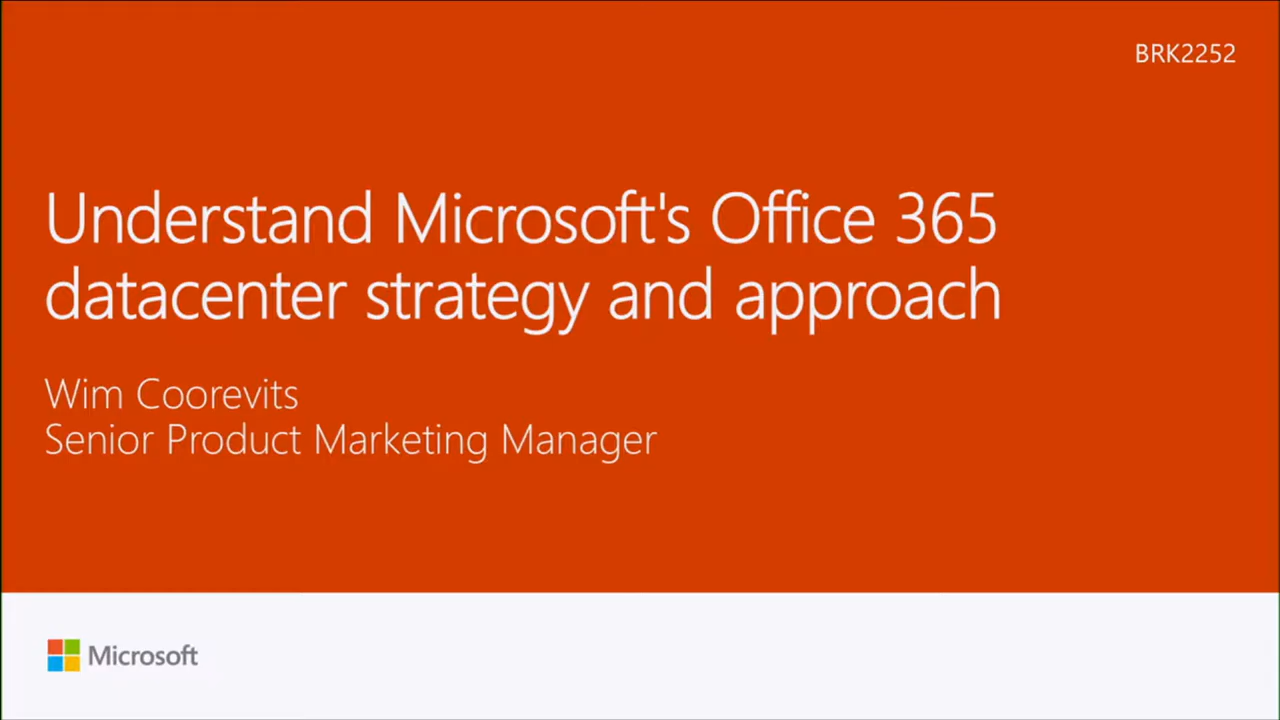 BRK2252
Understand Microsoft's Office 365
datacenter strategy and approach
Wim Coorevits
Senior Product Marketing Manager
Microsoft